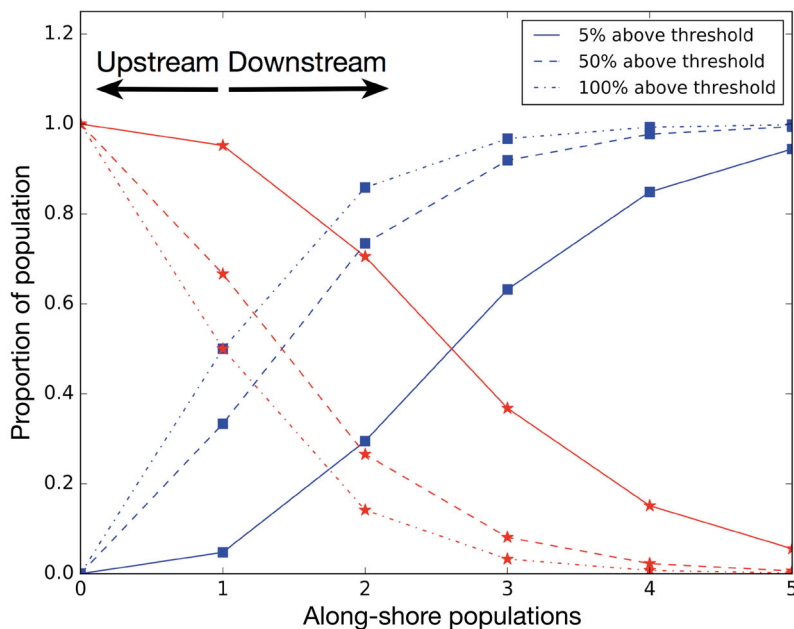 1.2
1.0
0.8
0.6
0.4
0.2
0.0
Proportion of population
Upstream Downstream
5% above threshold
50% above threshold
100% above threshold
0 1 2 3 4 5
Along-shore populations